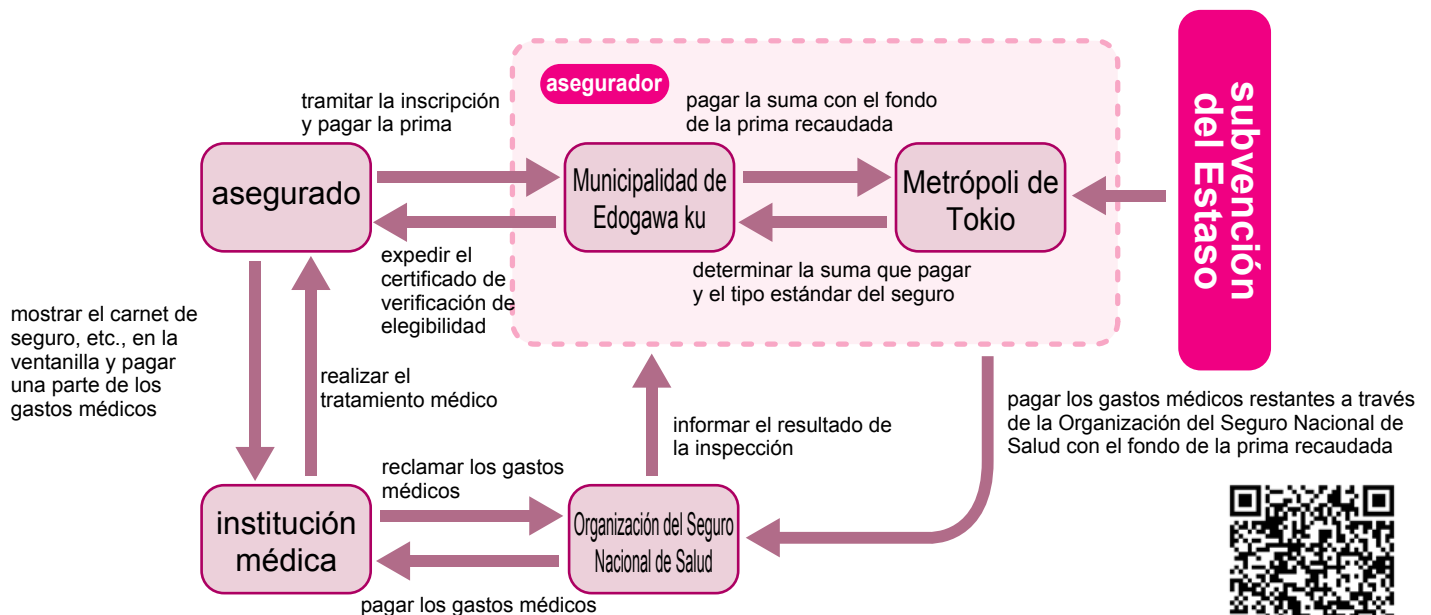 asegurador
tramitar la inscripción
y pagar la prima
pagar la suma con el fondo
de la prima recaudada
subvención
del Estaso
asegurado
Municipalidad de
Edogawa ku
Metrópoli de
Tokio
expedir el
certificado de
verificación de
elegibilidad
determinar la suma que pagar
y el tipo estándar del seguro
mostrar el carnet de
seguro, etc., en la
ventanilla y pagar
una parte de los
gastos médicos
realizar el
tratamiento médico
informar el resultado de
la inspección
pagar los gastos médicos restantes a través
de la Organización del Seguro Nacional de
Salud con el fondo de la prima recaudada
reclamar los gastos
médicos
institución
médica
Organización del Seguro
Nacional de Salud
pagar los gastos médicos